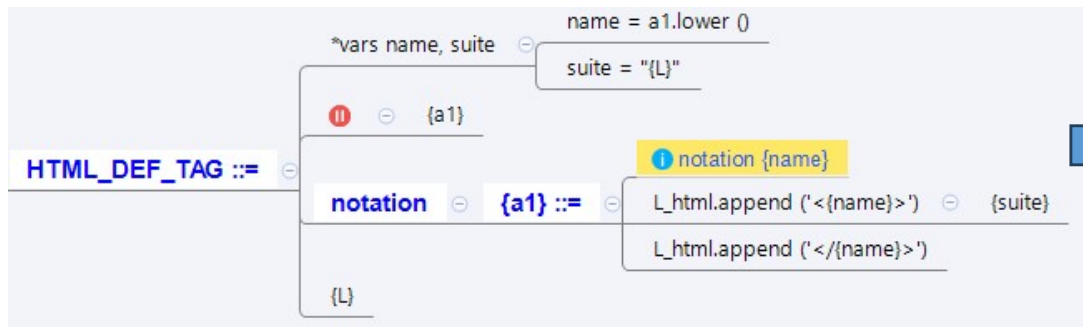 name = a1.lower ()
*vars name, suite
suite = "{L}"
{a1}
notation {name}
HTML_DEF_TAG ::=
notation {a1} ::= L_html.append ('<{name}>') {suite}
L_html.append ('</{name}>')
{L}